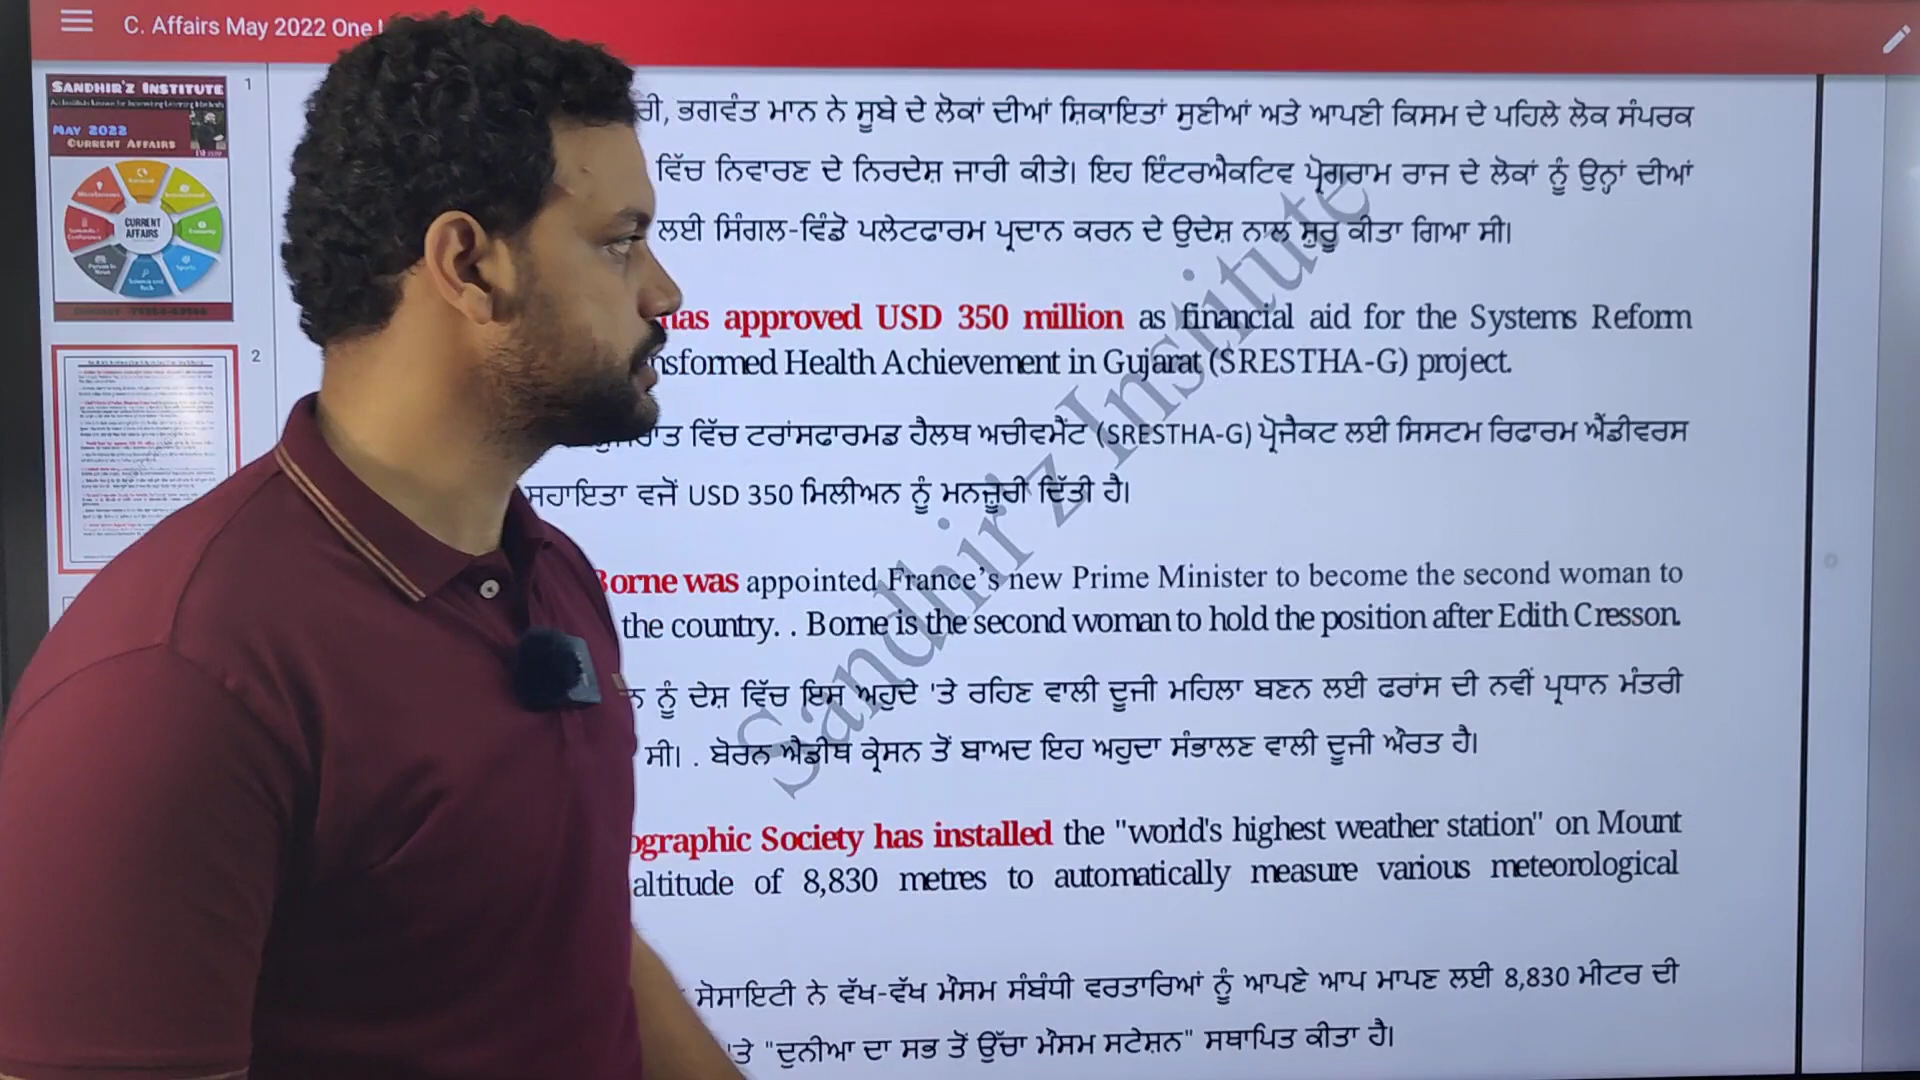 C. Affairs May 2022 One
1
SANDHIR'Z INSTITUTE
MAY 2022
CURRENT AFFAIRS
CURRENT
AFFAIRS
2
ਰੀ, ਭਗਵੰਤ ਮਾਨ ਨੇ ਸੂਬੇ ਦੇ ਲੋਕਾਂ ਦੀਆਂ ਸ਼ਿਕਾਇਤਾਂ ਸੁਣੀਆਂ ਅਤੇ ਆਪਣੀ ਕਿਸਮ ਦੇ ਪਹਿਲੇ ਲੋਕ ਸੰਪਰਕ
ਵਿੱਚ ਨਿਵਾਰਣ ਦੇ ਨਿਰਦੇਸ਼ ਜਾਰੀ ਕੀਤੇ। ਇਹ ਇੰਟਰਐਕਟਿਵ ਪ੍ਰੋਗਰਾਮ ਰਾਜ ਦੇ ਲੋਕਾਂ ਨੂੰ ਉਨ੍ਹਾਂ ਦੀਆਂ
ਲਈ ਸਿੰਗਲ-ਵਿੰਡੋ ਪਲੇਟਫਾਰਮ ਪ੍ਰਦਾਨ ਕਰਨ ਦੇ ਉਦੇਸ਼ ਨਾਲ ਸ਼ੁਰੂ ਕੀਤਾ ਗਿਆ ਸੀ।
has approved USD 350 million as financial aid for the Systems Reform
nsformed Health Achievement in Gujarat (SRESTHA-G) project.
ਵਿੱਚ ਟਰਾਂਸਫਾਰਮਡ ਹੈਲਥ ਅਚੀਵਮੈਂਟ (SRESTHA-G) ਪ੍ਰੋਜੈਕਟ ਲਈ ਸਿਸਟਮ ਰਿਫਾਰਮ ਐਂਡੀਵਰਸ
ਸਹਾਇਤਾ ਵਜੋਂ USD 350 ਮਿਲੀਅਨ ਨੂੰ ਮਨਜ਼ੂਰੀ ਦਿੱਤੀ ਹੈ।
Borne was appointed France's new Prime Minister to become the second woman to
the country. . Borne is the second woman to hold the position after Edith Cresson.
ਨ ਨੂੰ ਦੇਸ਼ ਵਿੱਚ ਇਸ ਅਹੁਦੇ 'ਤੇ ਰਹਿਣ ਵਾਲੀ ਦੂਜੀ ਮਹਿਲਾ ਬਣਨ ਲਈ ਫਰਾਂਸ ਦੀ ਨਵੀਂ ਪ੍ਰਧਾਨ ਮੰਤਰੀ
ਸੀ। . ਬੋਰਨ ਐਡੀਥ ਕ੍ਰੇਸਨ ਤੋਂ ਬਾਅਦ ਇਹ ਅਹੁਦਾ ਸੰਭਾਲਣ ਵਾਲੀ ਦੂਜੀ ਔਰਤ ਹੈ।
ographic Society has installed the "world's highest weather station" on Mount
altitude of 8,830 metres to automatically measure various meteorological
ਸੋਸਾਇਟੀ ਨੇ ਵੱਖ-ਵੱਖ ਮੌਸਮ ਸੰਬੰਧੀ ਵਰਤਾਰਿਆਂ ਨੂੰ ਆਪਣੇ ਆਪ ਮਾਪਣ ਲਈ 8,830 ਮੀਟਰ ਦੀ
'ਤੇ "ਦੁਨੀਆ ਦਾ ਸਭ ਤੋਂ ਉੱਚਾ ਮੌਸਮ ਸਟੇਸ਼ਨ" ਸਥਾਪਿਤ ਕੀਤਾ ਹੈ।
Sandhir'z Institute